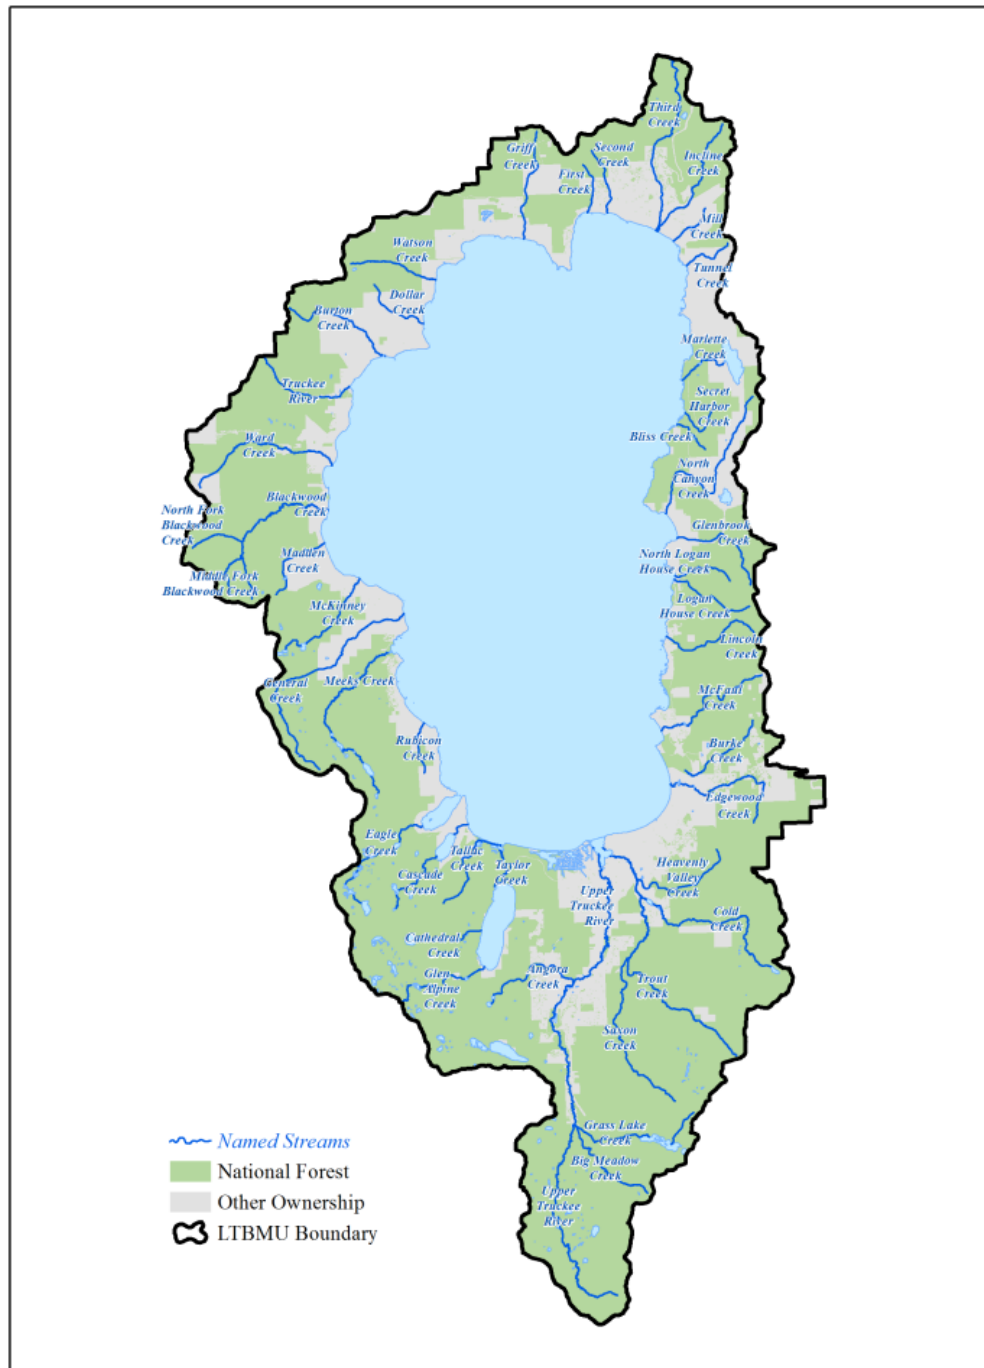 Third
Creek
Griff
Creek
Second
Creek
First
Creek
Incline
Creek
Mill
Creek
Tunnel
Creek
Watson
Creek
Dollar
Creek
Burton
Creek
Marlette
Creek
Truckee
River
Secret
Harbor
Creek
Bliss Creek
Ward
Creek
North
Canyon
Creek
Blackwood
Creek
North Fork
Blackwood
Creek
Glenbrook
Creek
Madden
Creek
North Logan
House Creek
Middle Fork
Blackwood Creek
McKinney
Creek
Logan
House Creek
Lincoln
Creek
General
Creek
Meeks Creek
McFaul
Creek
Rubicon
Creek
Burke
Creek
Edgewood
Creek
Eagle
Creek
Tallac
Creek
Taylor
Creek
Cascade
Creek
Heavenly
Valley
Creek
Upper
Truckee
River
Cold
Creek
Cathedral
Creek
Glen
Alpine
Creek
Angora
Creek
Trout
Creek
Saxon
Creek
Grass Lake
Creek
Big Meadow
Creek
Upper
Truckee
River
Named Streams
National Forest
Other Ownership
LTBMU Boundary